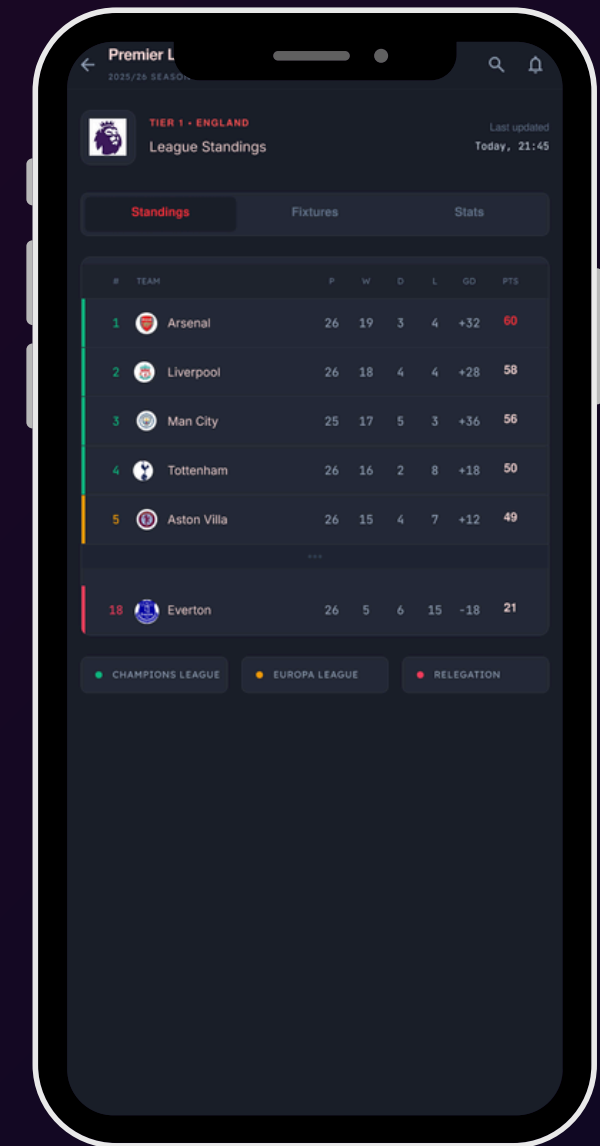 Premier L
2025/26 SEASON
TIER 1 • ENGLAND
League Standings
Last updated
Today, 21:45
Standings Fixtures Stats
# TEAM P W D L GD PTS
1 Arsenal 26 19 3 4 +32 60
2 Liverpool 26 18 4 4 +28 58
3 Man City 25 17 5 3 +36 56
4 Tottenham 26 16 2 8 +18 50
5 Aston Villa 26 15 4 7 +12 49
•••
18 Everton 26 5 6 15 -18 21
CHAMPIONS LEAGUE EUROPA LEAGUE RELEGATION